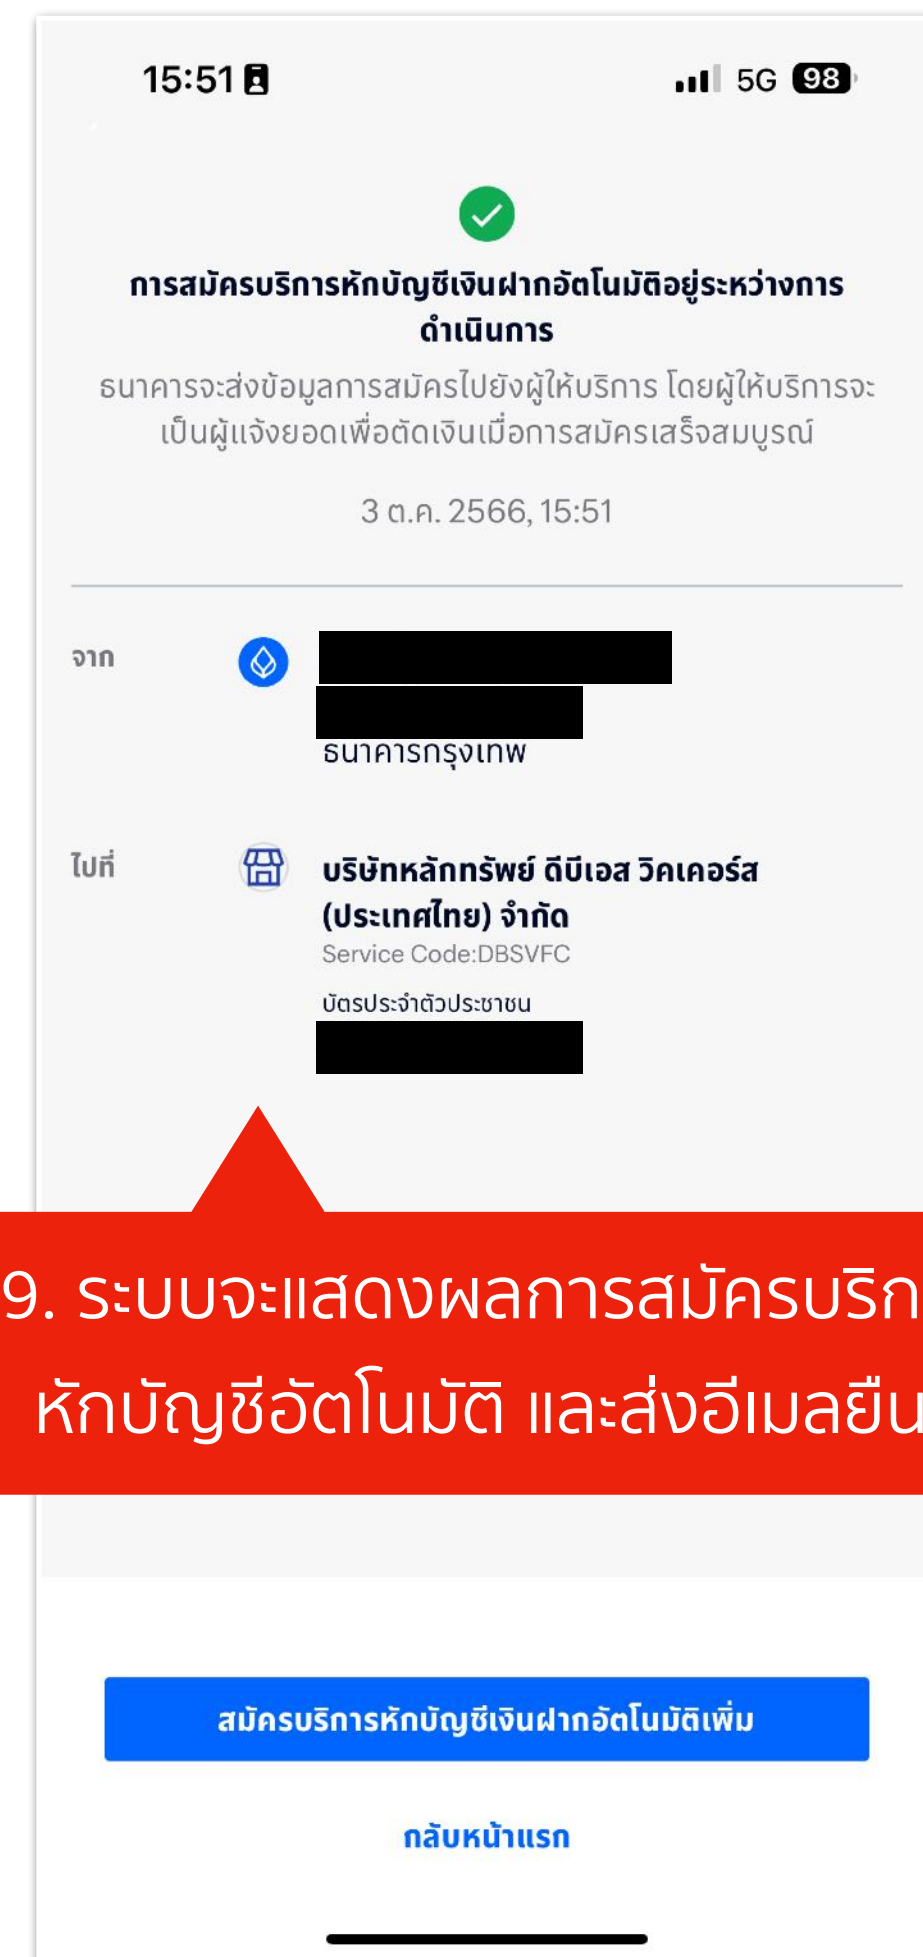 15:51
5G 98
การสมัครบริการหักบัญชีเงินฝากอัตโนมัติอยู่ระหว่างการ
ดำเนินการ
ธนาคารจะส่งข้อมูลการสมัครไปยังผู้ให้บริการ โดยผู้ให้บริการจะ
เป็นผู้แจ้งยอดเพื่อตัดเงินเมื่อการสมัครเสร็จสมบูรณ์
3 ต.ค. 2566, 15:51
จาก
ธนาคารกรุงเทพ
ไปที่
บริษัทหลักทรัพย์ ดีบีเอส วิคเคอร์ส
(ประเทศไทย) จำกัด
Service Code:DBSVFC
บัตรประจำตัวประชาชน
9. ระบบจะแสดงผลการสมัครบริก
หักบัญชีอัตโนมัติ และส่งอีเมลยืน
สมัครบริการหักบัญชีเงินฝากอัตโนมัติเพิ่ม
กลับหน้าแรก